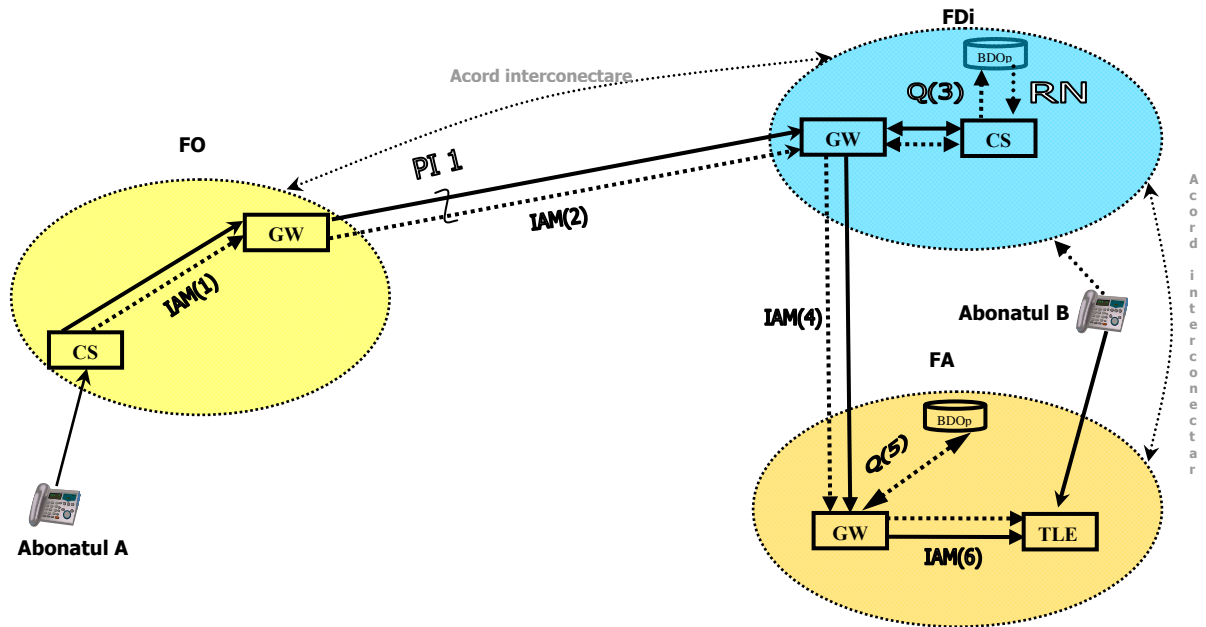 FDi
BDOp
Acord interconectare
Q(3)
RN
GW
CS
FO
PI 1
GW
IAM(2)
IAM(1)
CS
Acord interconectar
IAM(4)
Abonatul B
FA
BDOp
Q(5)
GW
TLE
IAM(6)
Abonatul A